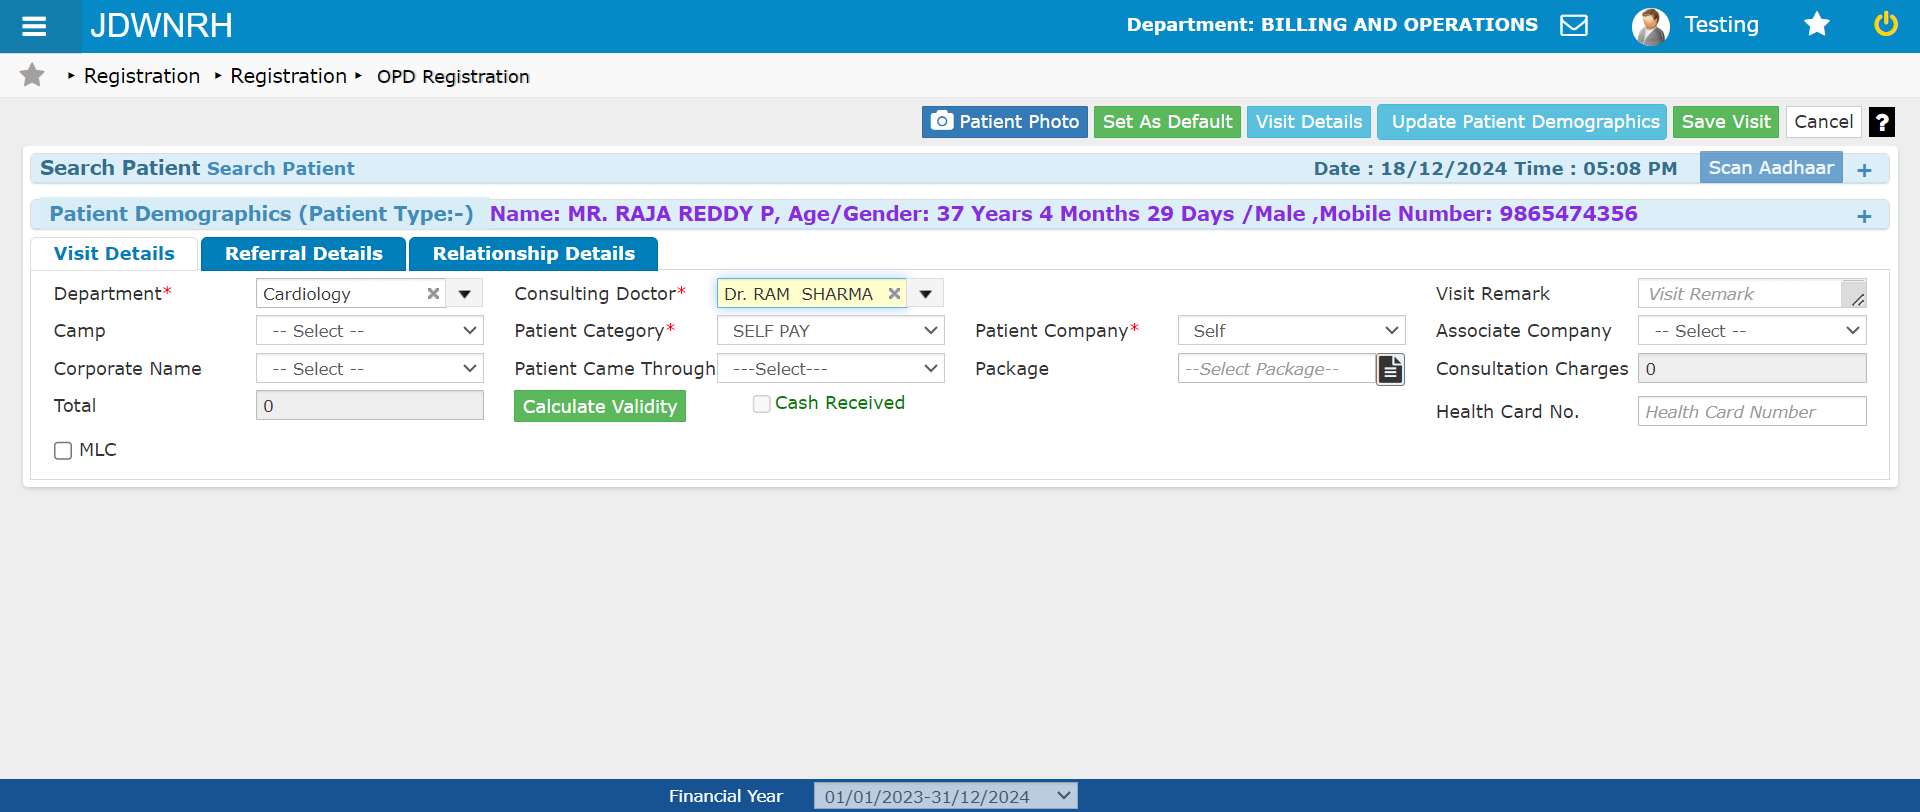 JDWNRH Department: BILLING AND OPERATIONS Testing
Registration Registration OPD Registration
Patient Photo Set As Default Visit Details Update Patient Demographics Save Visit Cancel ?
Search Patient Search Patient Date : 18/12/2024 Time : 05:08 PM Scan Aadhaar +
Patient Demographics (Patient Type:-) Name: MR. RAJA REDDY P, Age/Gender: 37 Years 4 Months 29 Days /Male ,Mobile Number: 9865474356 +
Visit Details Referral Details Relationship Details
Department* Cardiology Consulting Doctor* Dr. RAM SHARMA Visit Remark Visit Remark
Camp -- Select -- Patient Category* SELF PAY Patient Company* Self Associate Company -- Select --
Corporate Name -- Select -- Patient Came Through ---Select--- Package --Select Package-- Consultation Charges 0
Total 0 Calculate Validity Cash Received Health Card No. Health Card Number
MLC
Financial Year 01/01/2023-31/12/2024